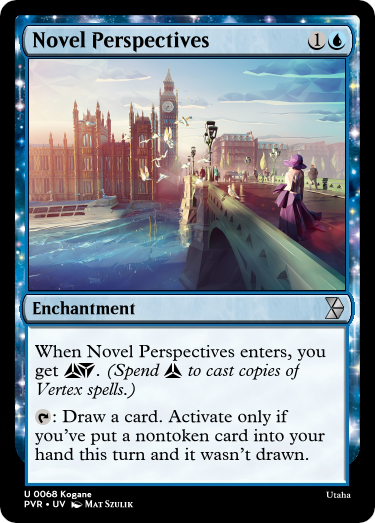 Novel Perspectives 1
Enchantment
When Novel Perspectives enters, you
get . (Spend to cast copies of
Vertex spells.)
: Draw a card. Activate only if
you've put a nontoken card into your
hand this turn and it wasn't drawn.
U 0068 Kogane
Utaha
PVR • UV Mat Szulik